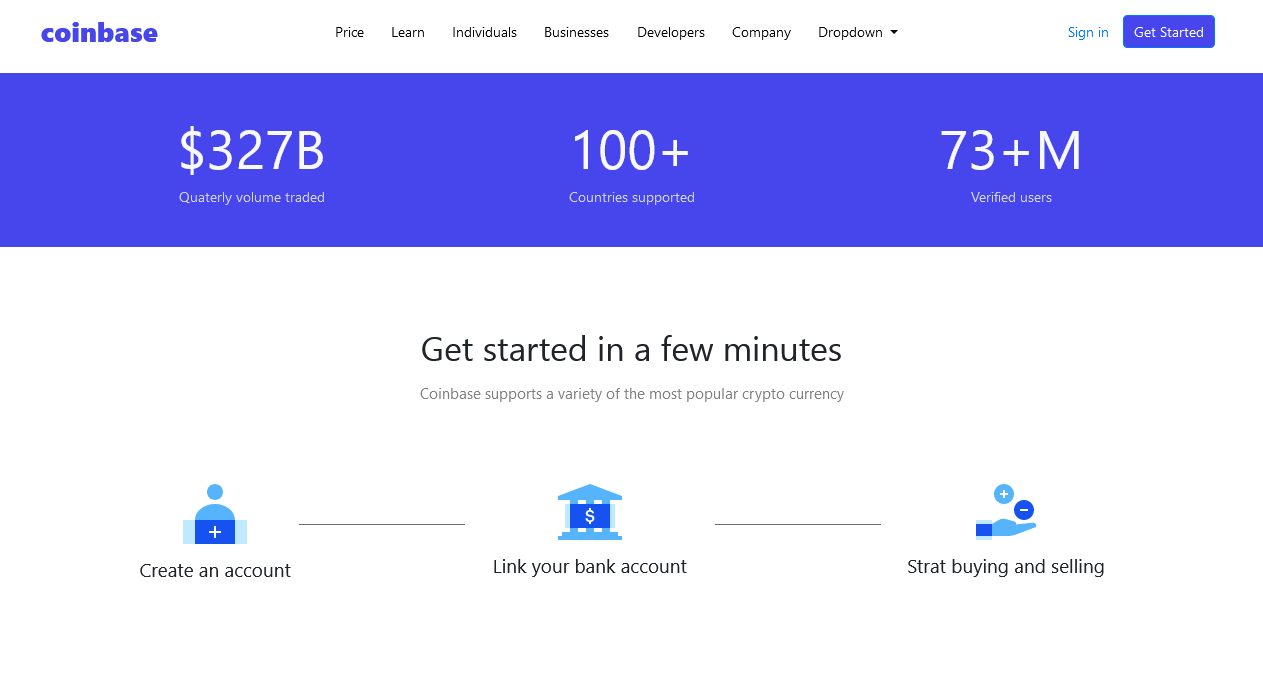 coinbase
Price Learn Individuals Businesses Developers Company Dropdown Sign in Get Started
$327B 100+ 73+M
Quaterly volume traded Countries supported Verified users
Get started in a few minutes
Coinbase supports a variety of the most popular crypto currency
$
Create an account Link your bank account Strat buying and selling